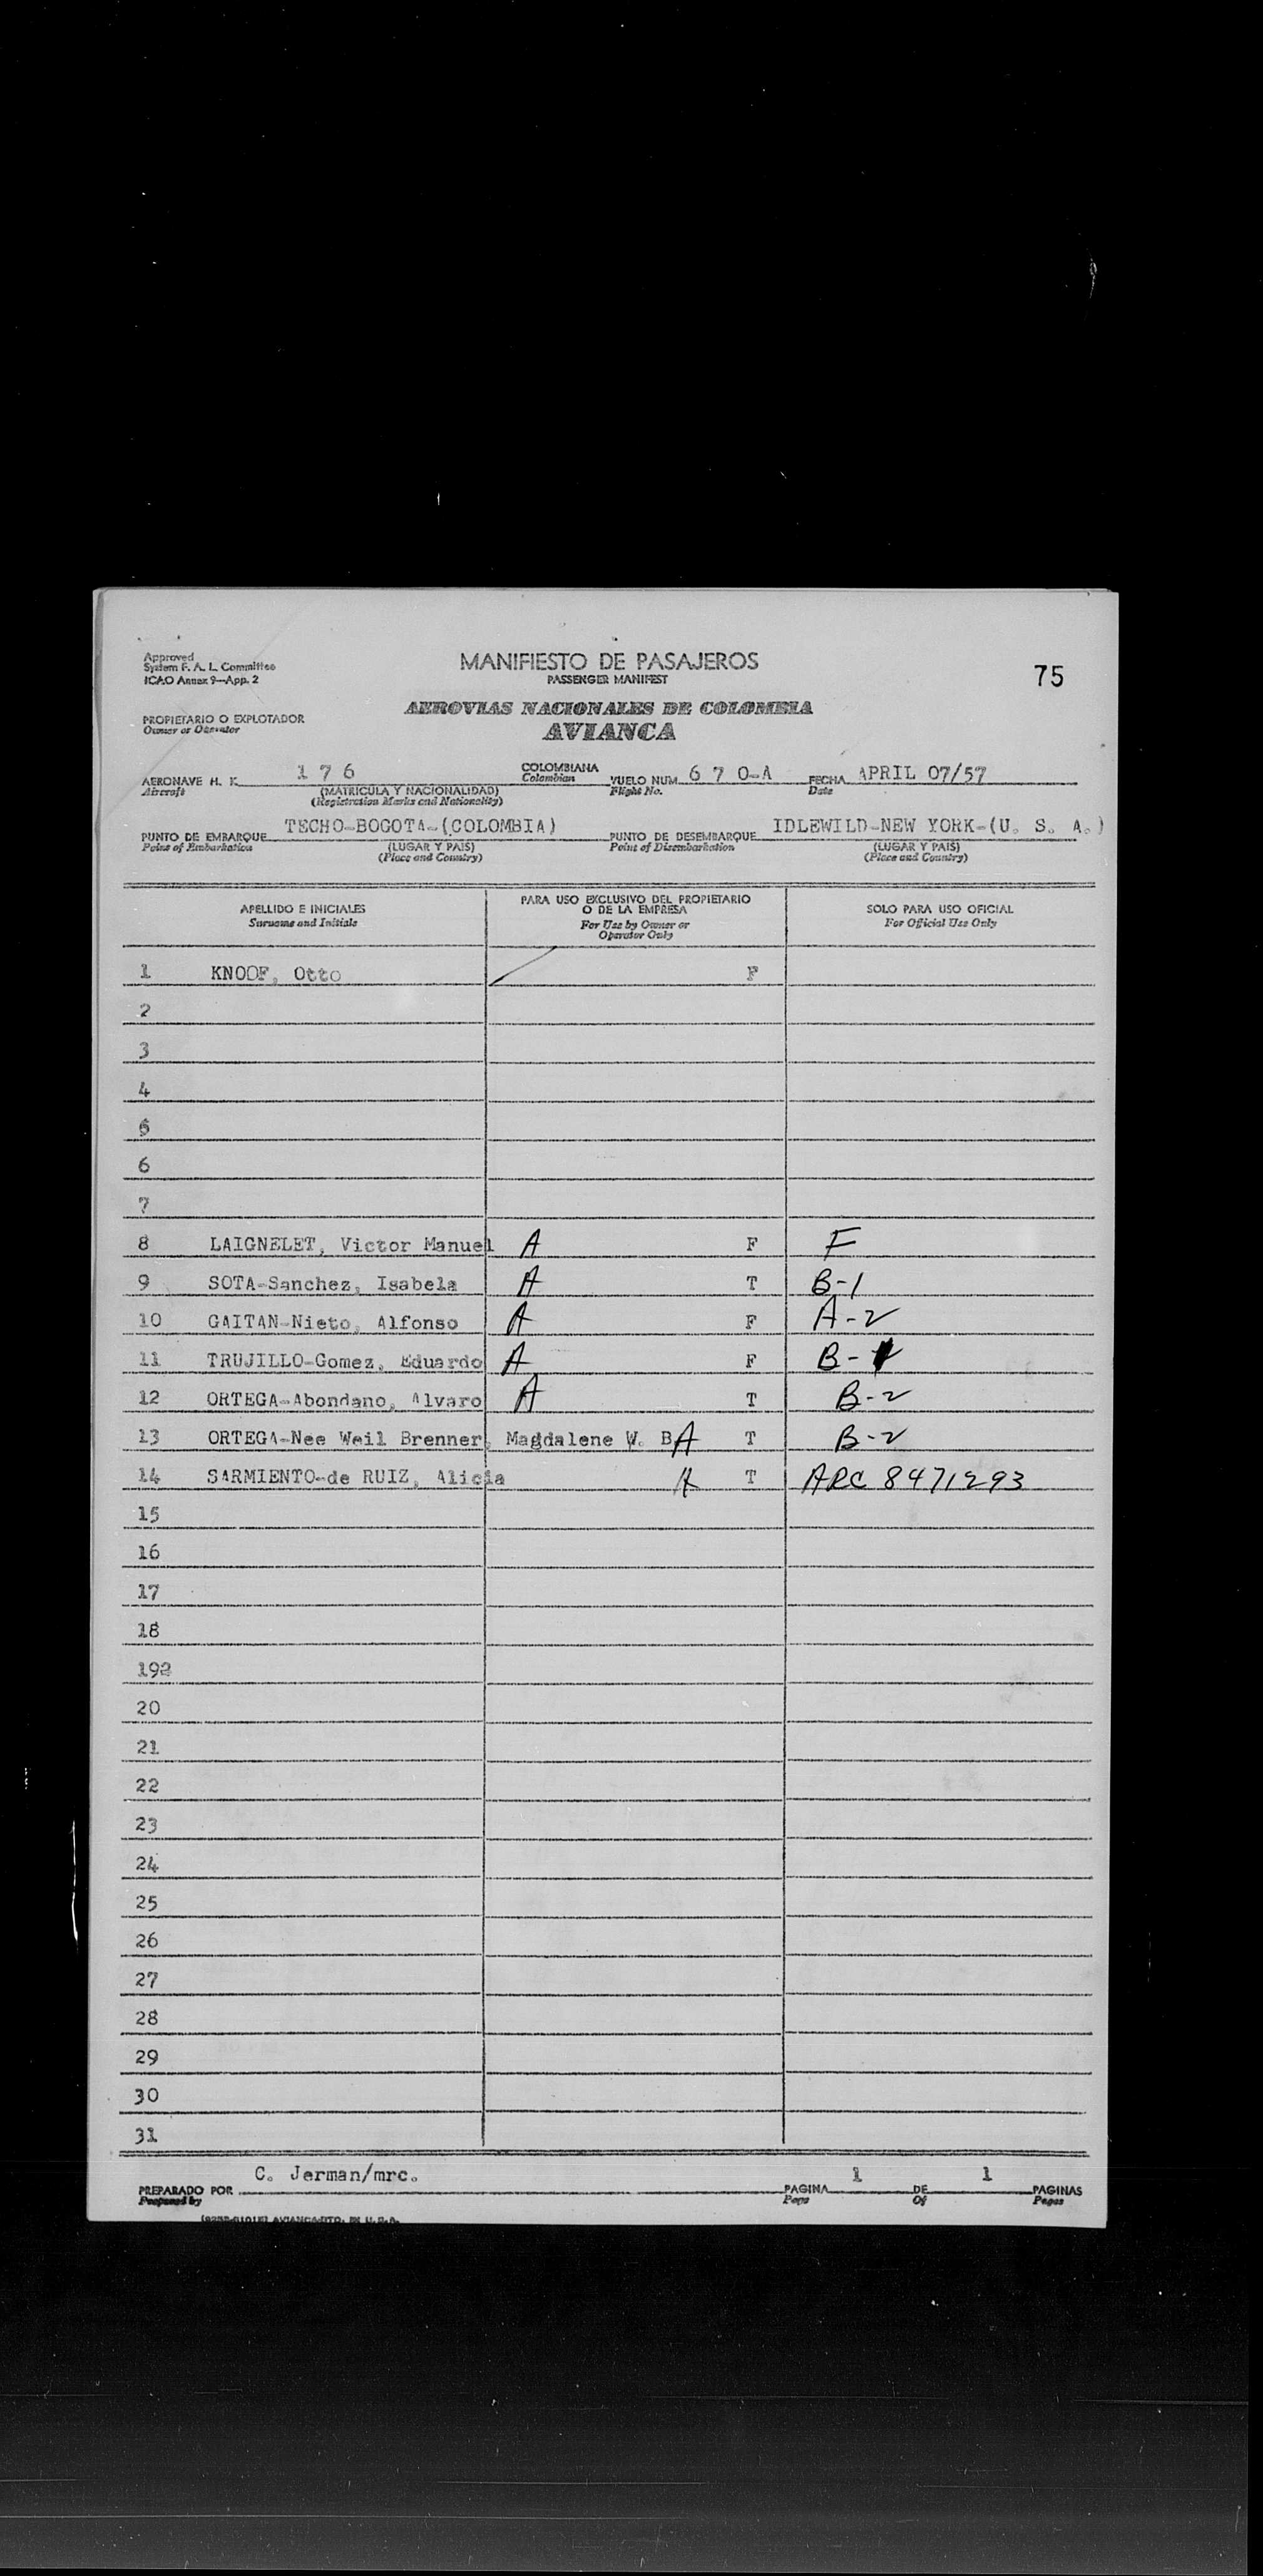 Approved
System F. A. L. Committee
ICAO Annex 9—App. 2
MANIFIESTO DE PASAJEROS
PASSENGER MANIFEST
75
AEROVIAS NACIONALES DE COLOMBIA
AVIANCA
PROPIETARIO O EXPLOTADOR
Owner or Operator
AERONAVE H. K. 176 COLOMBIANA VUELO NUM. 670-A FECHA APRIL 07/57
Aircraft (MATRICULA Y NACIONALIDAD) Colombian Flight No. Date
(Registration Marks and Nationality)
PUNTO DE EMBARQUE TECHO-BOGOTA-(COLOMBIA) PUNTO DE DESEMBARQUE IDLEWILD-NEW YORK-(U. S. A.)
Point of Embarkation (LUGAR Y PAIS) Point of Disembarkation (LUGAR Y PAIS)
(Place and Country) (Place and Country)
APELLIDO E INICIALES
Surname and Initials
PARA USO EXCLUSIVO DEL PROPIETARIO
O DE LA EMPRESA
For Use by Owner or
Operator Only
SOLO PARA USO OFICIAL
For Official Use Only
1 KNOOF, Otto F
2
3
4
5
6
7
8 LAIGNELET, Victor Manuel A F F
9 SOTA-Sanchez, Isabela A T B-1
10 GAITAN-Nieto, Alfonso A F A-2
11 TRUJILLO-Gomez, Eduardo A F B-
12 ORTEGA-Abondano, Alvaro A T B-2
13 ORTEGA-Nee Weil Brenner, Magdalene W. B A T B-2
14 SARMIENTO-de RUIZ, Alicia A T ARC 8471293
15
16
17
18
192
20
21
22
23
24
25
26
27
28
29
30
31
PREPARADO POR C. Jerman/mrc. PAGINA 1 DE 1 PAGINAS
Prepared by Page Of Pages